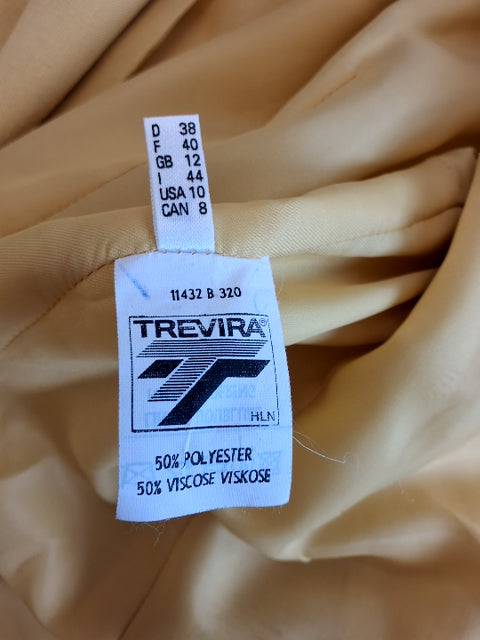 D 38
F 40
GB 12
I 44
USA 10
CAN 8
11432 B 320
TREVIRA®
HLN
50% POLYESTER
50% VISCOSE VISKOSE